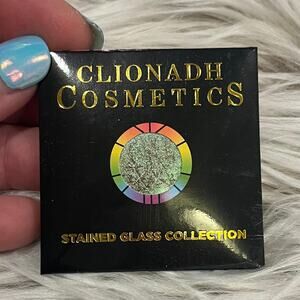 CLIONADH
COSMETICS
STAINED GLASS COLLECTION